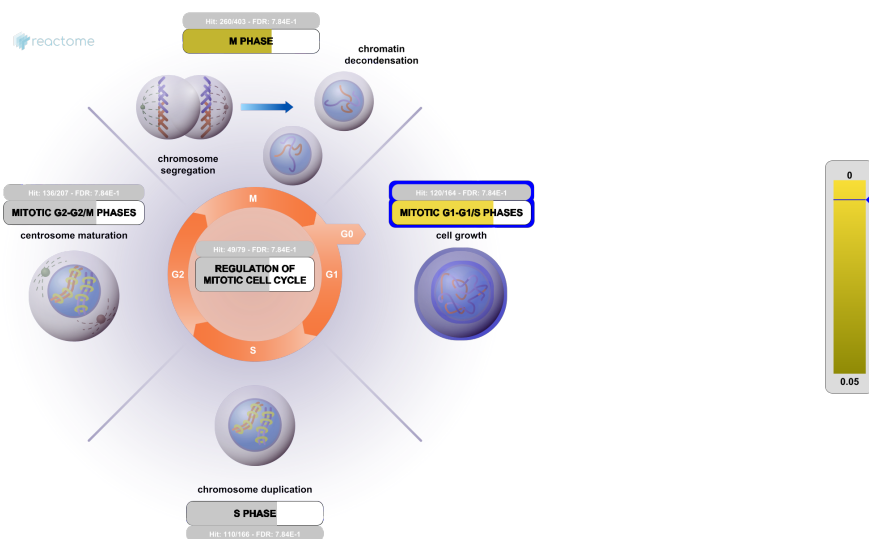 Hit: 260/403 - FDR: 7.84E-1
reactome
M PHASE
chromatin
decondensation
chromosome
segregation
Hit: 136/207 - FDR: 7.84E-1
MITOTIC G2-G2/M PHASES
centrosome maturation
M
G0
G1
S
G2
Hit: 49/79 - FDR: 7.84E-1
REGULATION OF
MITOTIC CELL CYCLE
Hit: 120/164 - FDR: 7.84E-1
MITOTIC G1-G1/S PHASES
cell growth
chromosome duplication
S PHASE
Hit: 110/166 - FDR: 7.84E-1
0
0.05